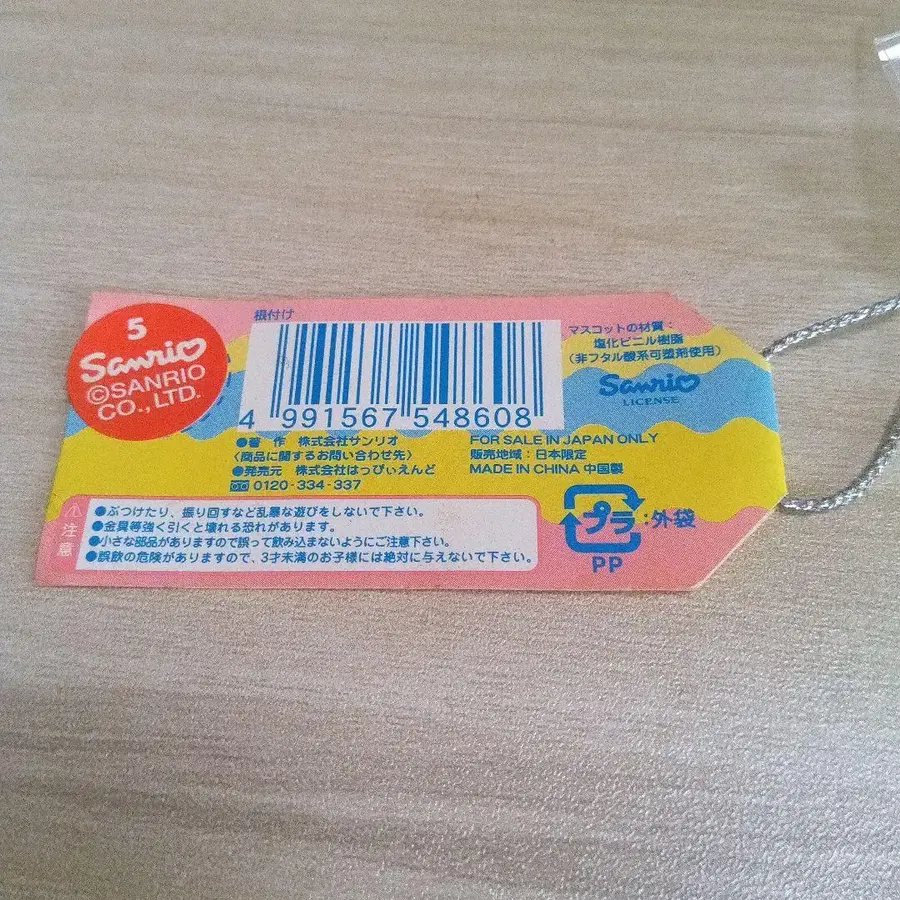 5
Sanrio
©SANRIO
CO.,LTD.
根付け
4 991567 548608
マスコットの材質:
塩化ビニル樹脂
(非フタル酸系可塑剤使用)
Sanrio
LICENSE
●著 作 株式会社サンリオ
〈商品に関するお問い合わせ先〉
●発売元 株式会社はっぴぃえんど
0120-334-337
FOR SALE IN JAPAN ONLY
販売地域:日本限定
MADE IN CHINA 中国製
注意
●ぶつけたり、振り回すなど乱暴な遊びをしないで下さい。
●金具等強く引くと壊れる恐れがあります。
●小さな部品がありますので誤って飲み込まないようにご注意下さい。
●誤飲の危険がありますので、3才未満のお子様には絶対に与えないで下さい。
プラ:外袋
PP